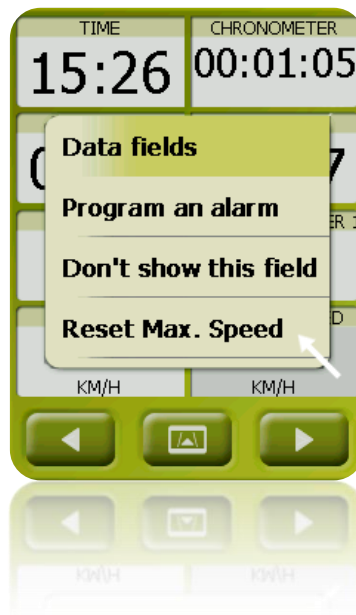 TIME
CHRONOMETER
15:26
00:01:05
Data fields
Program an alarm
Don't show this field
Reset Max. Speed
KM/H
KM/H